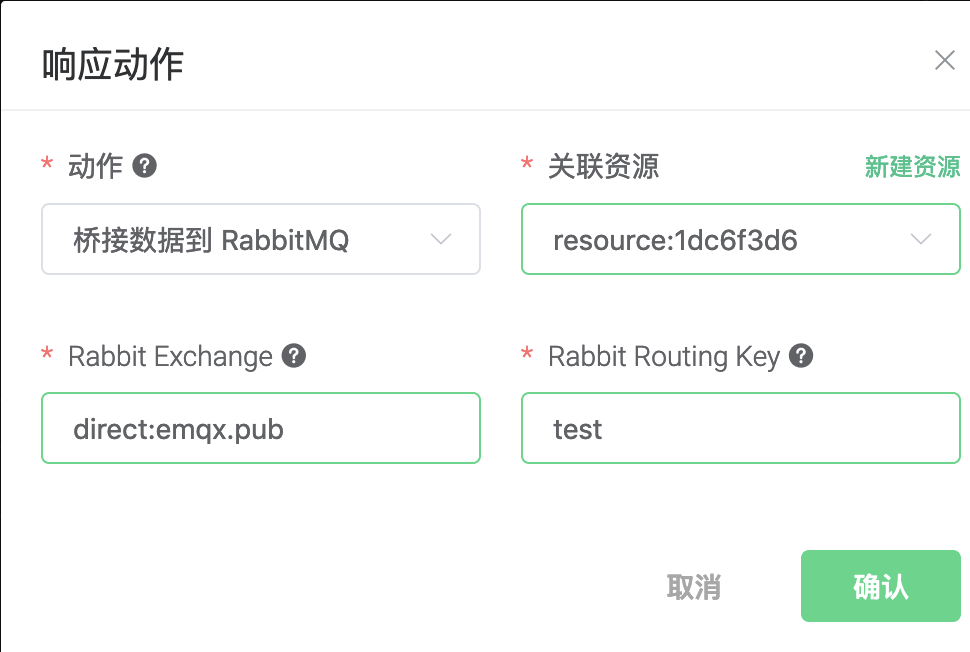 响应动作
* 动作 ?
* 关联资源 新建资源
桥接数据到 RabbitMQ
resource:1dc6f3d6
* Rabbit Exchange ?
* Rabbit Routing Key ?
direct:emqx.pub
test
取消
确认